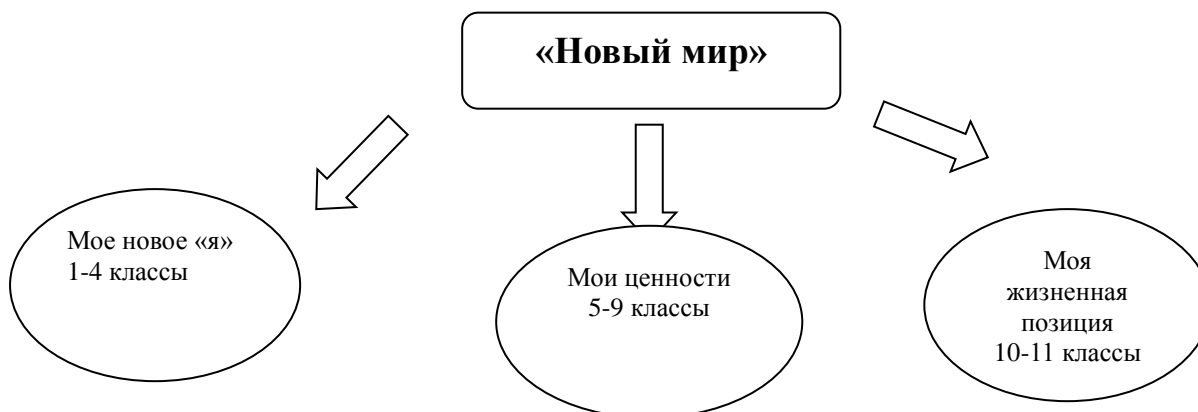 «Новый мир»
Мое новое «я»
1-4 классы
Мои ценности
5-9 классы
Моя
жизненная
позиция
10-11 классы